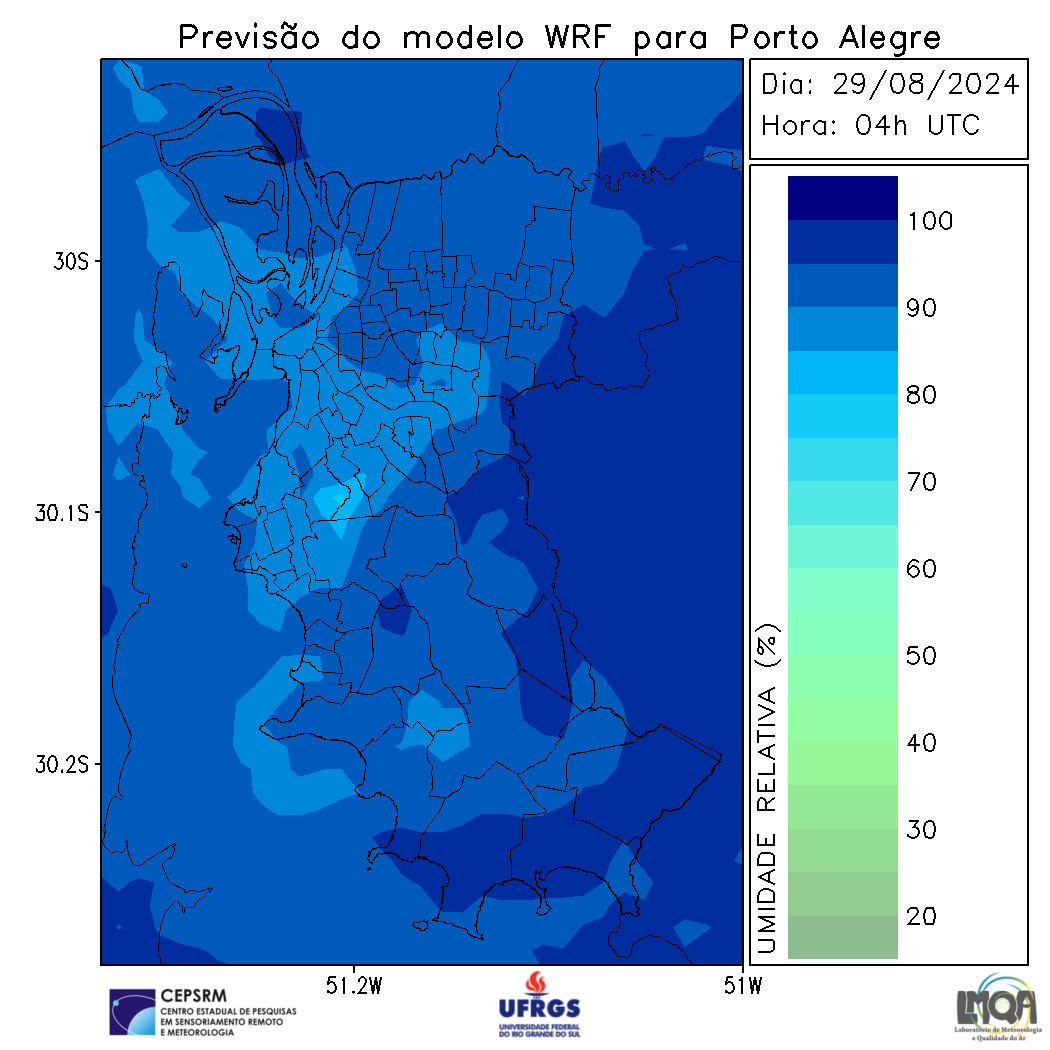 Previsão do modelo WRF para Porto Alegre
Dia: 29/08/2024
Hora: 04h UTC
100
90
80
70
60
50
40
30
20
UMIDADE RELATIVA (%)
30S
30.1S
30.2S
51.2W
51W
CEPSRM
CENTRO ESTADUAL DE PESQUISAS
EM SENSORIAMENTO REMOTO
E METEOROLOGIA
UFRGS
UNIVERSIDADE FEDERAL
DO RIO GRANDE DO SUL
LMQA
Laboratório de Meteorologia
e Qualidade do Ar